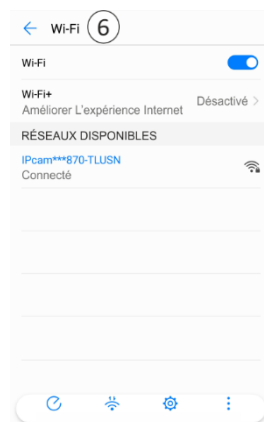 Wi-Fi 6
Wi-Fi
Wi-Fi+
Améliorer L'expérience Internet
Désactivé
RÉSEAUX DISPONIBLES
IPcam***870-TLUSN
Connecté